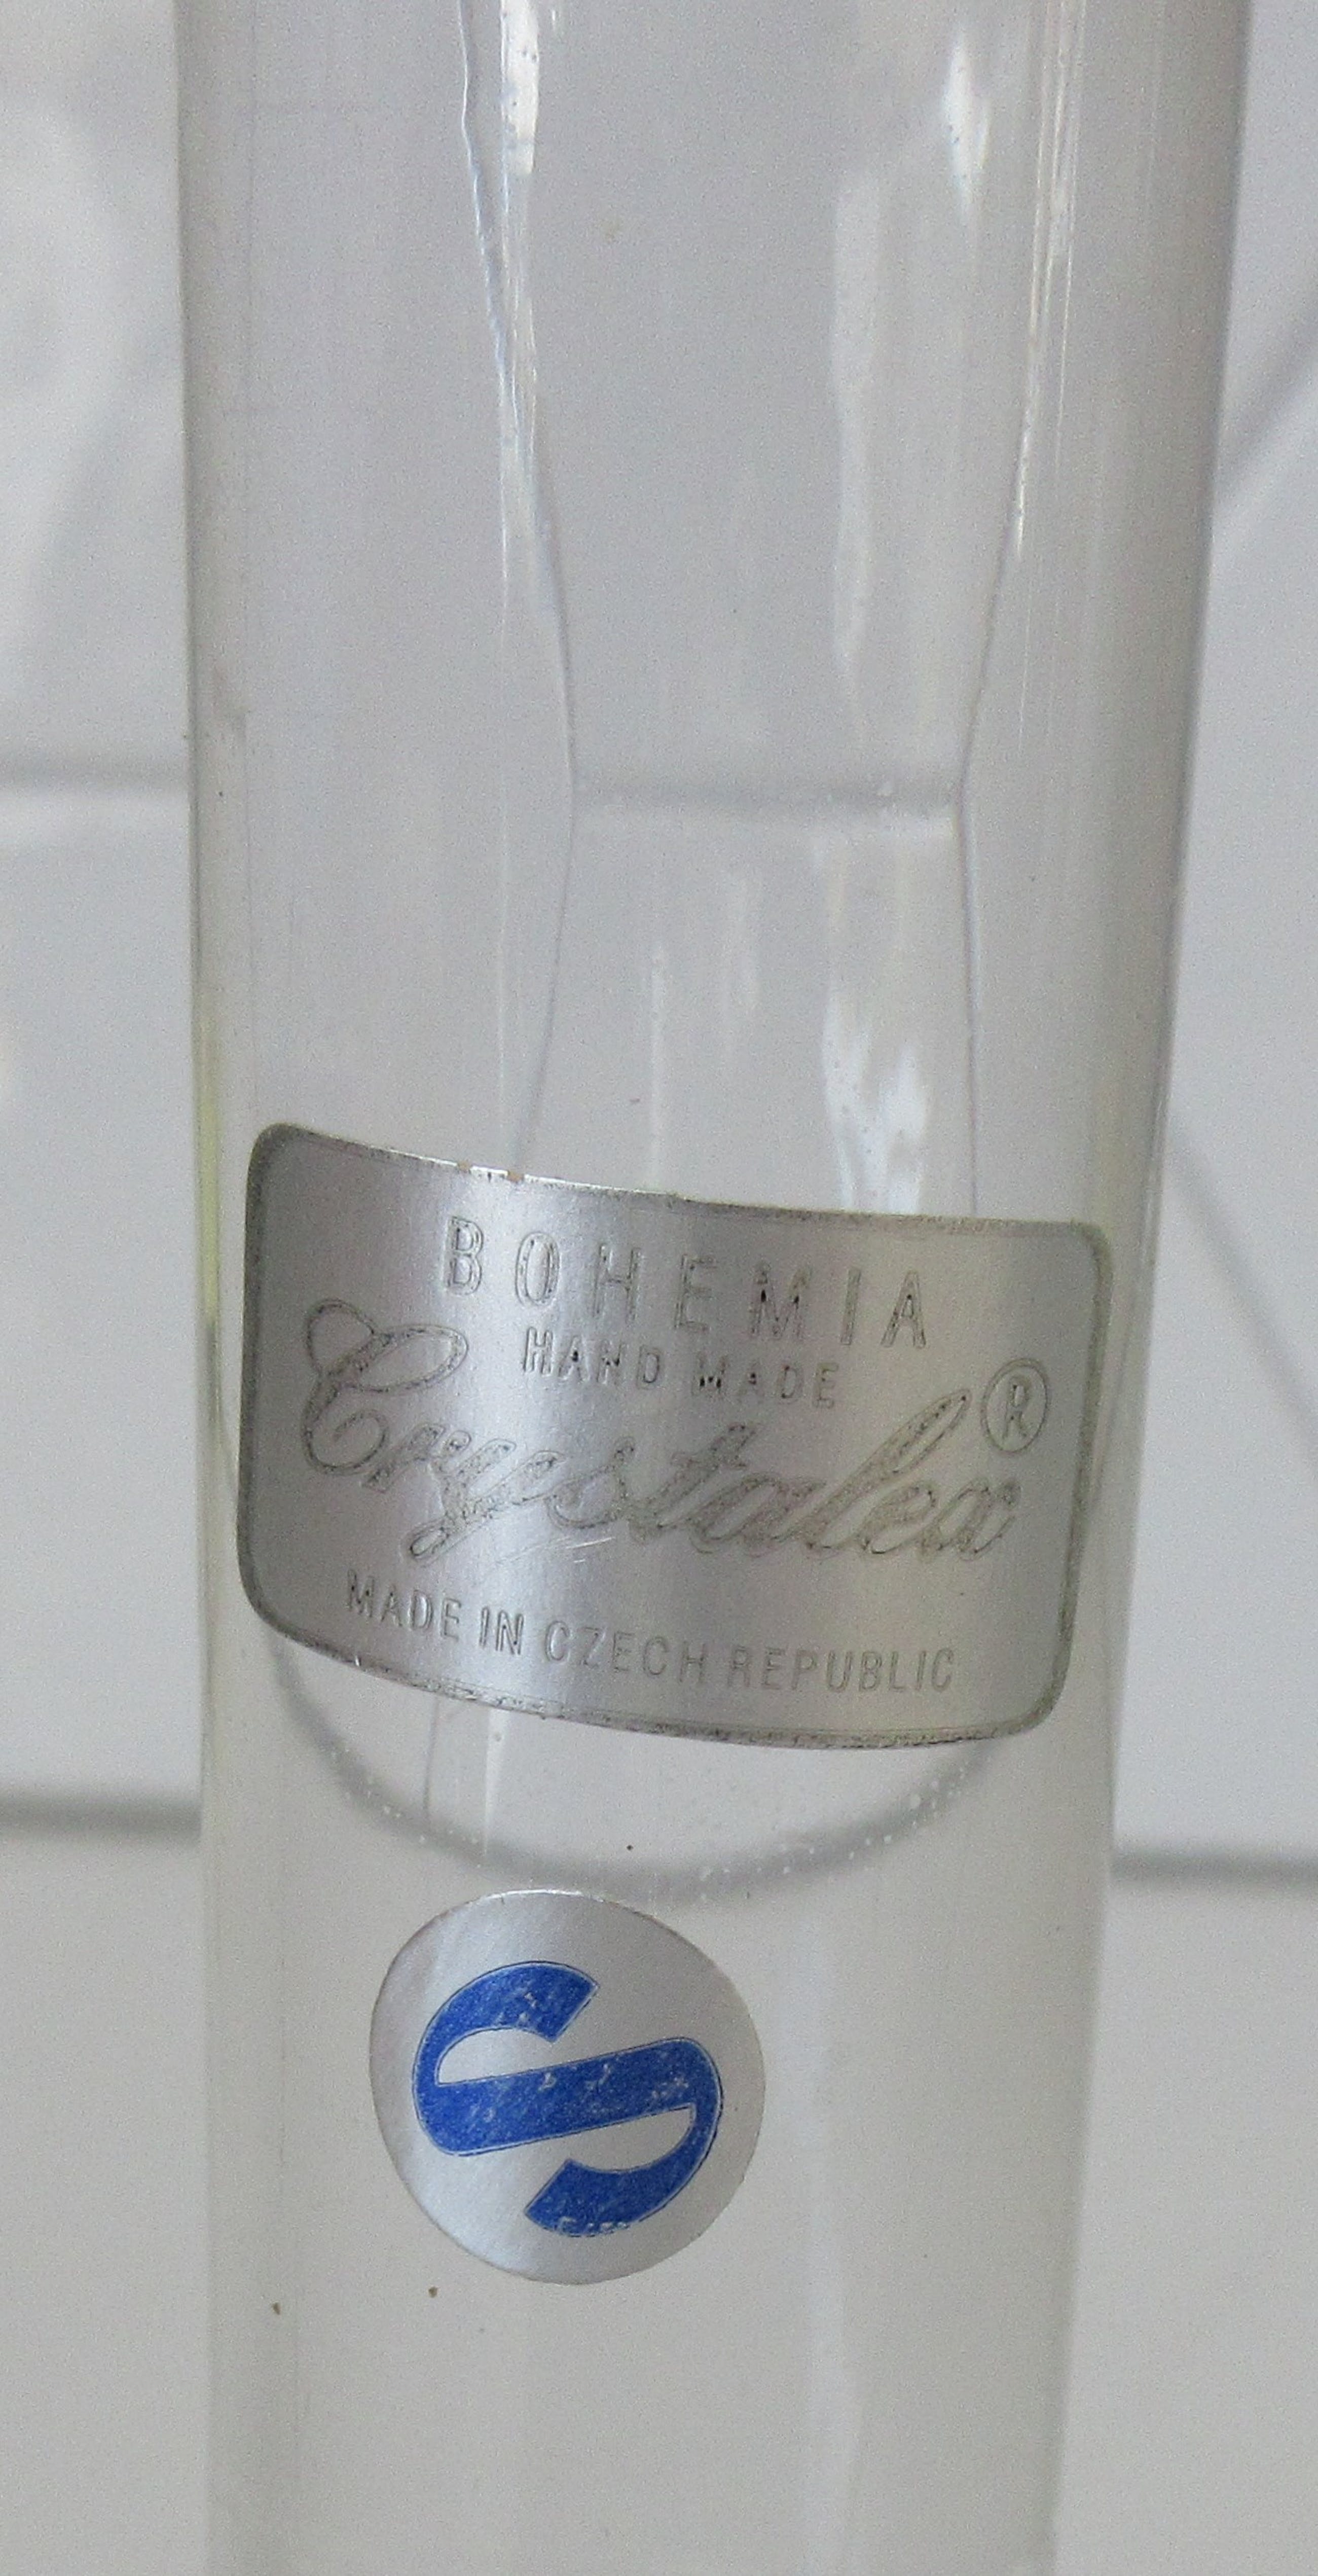 BOHEMIA
HAND MADE
Crystalex ®
MADE IN CZECH REPUBLIC
S